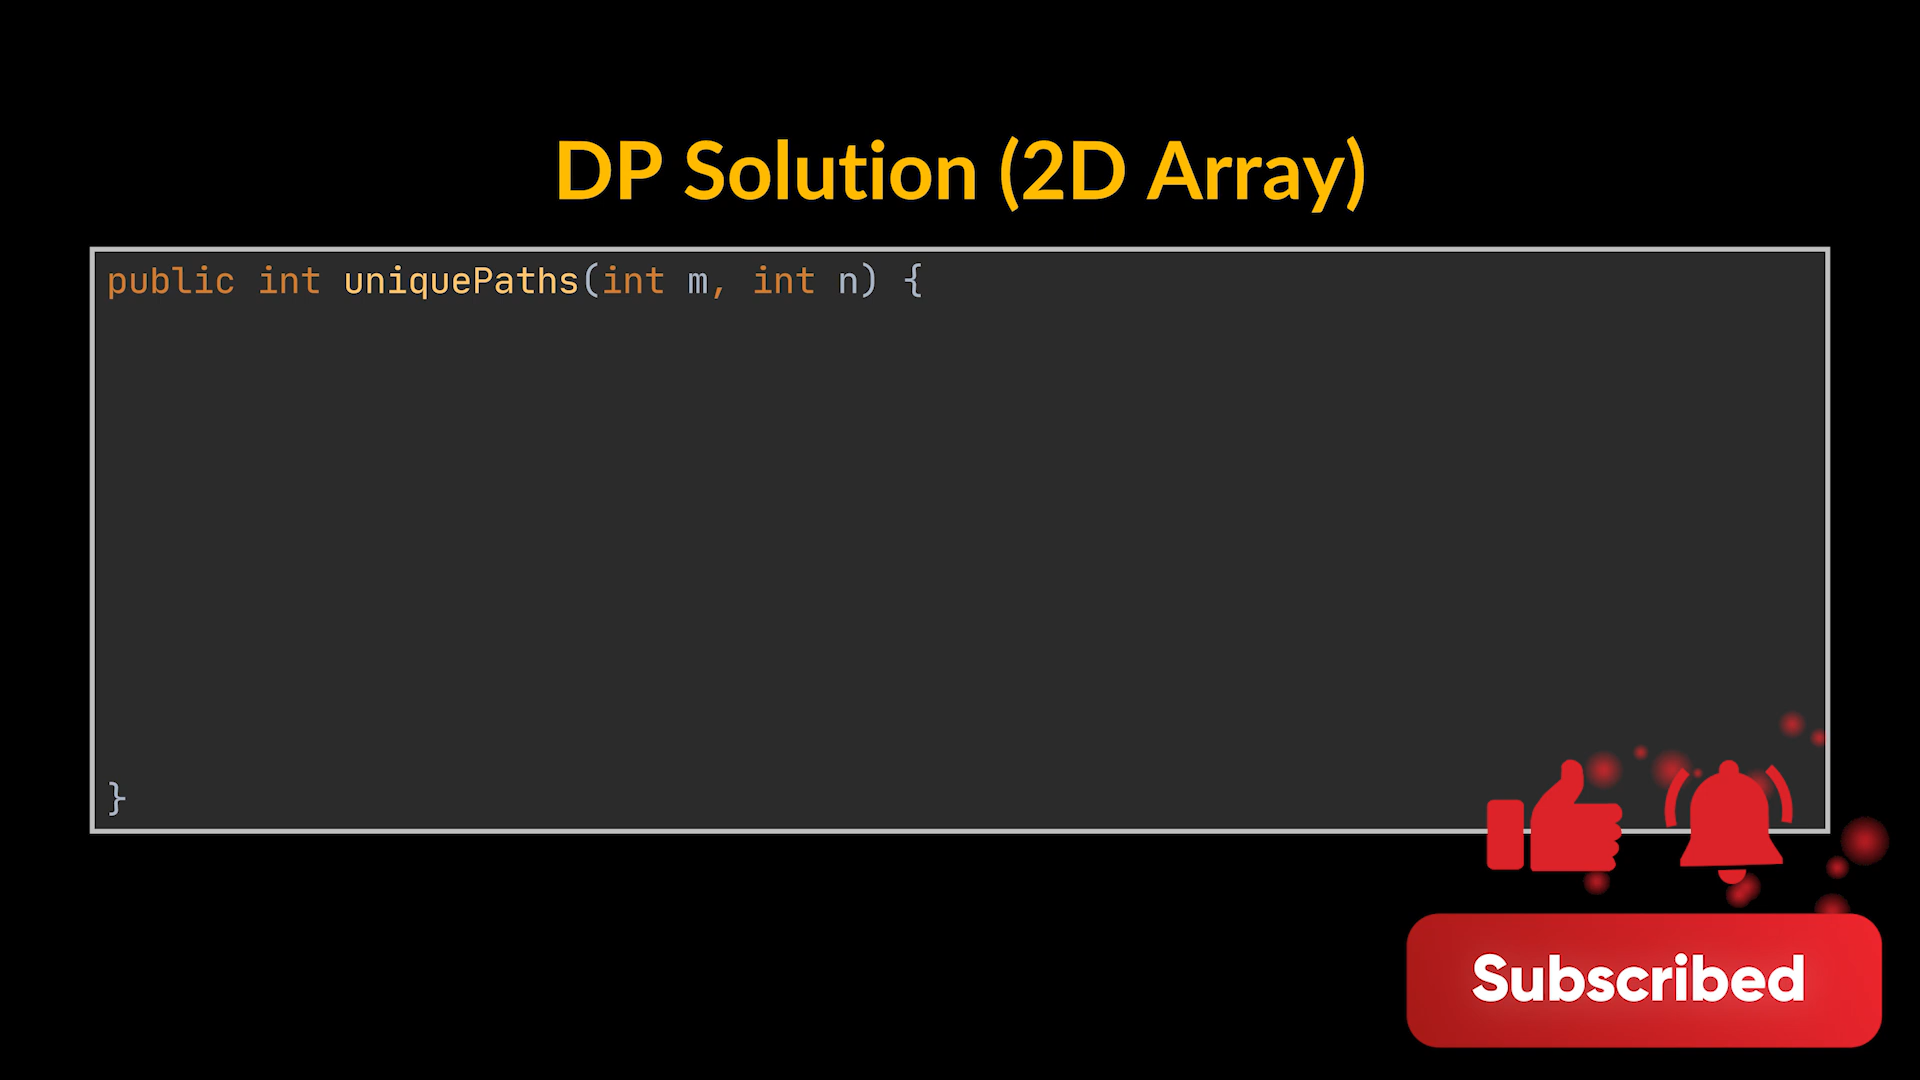 DP Solution (2D Array)
public int uniquePaths(int m, int n) {
}
Subscribed